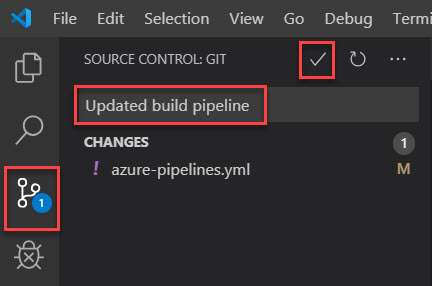 File Edit Selection View Go Debug Termi
SOURCE CONTROL: GIT
Updated build pipeline
CHANGES 1
! azure-pipelines.yml M
1